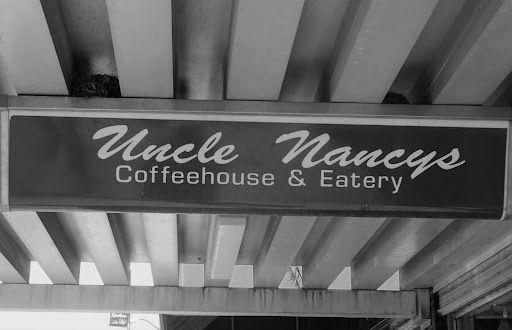 Uncle Nancys
Coffeehouse & Eatery